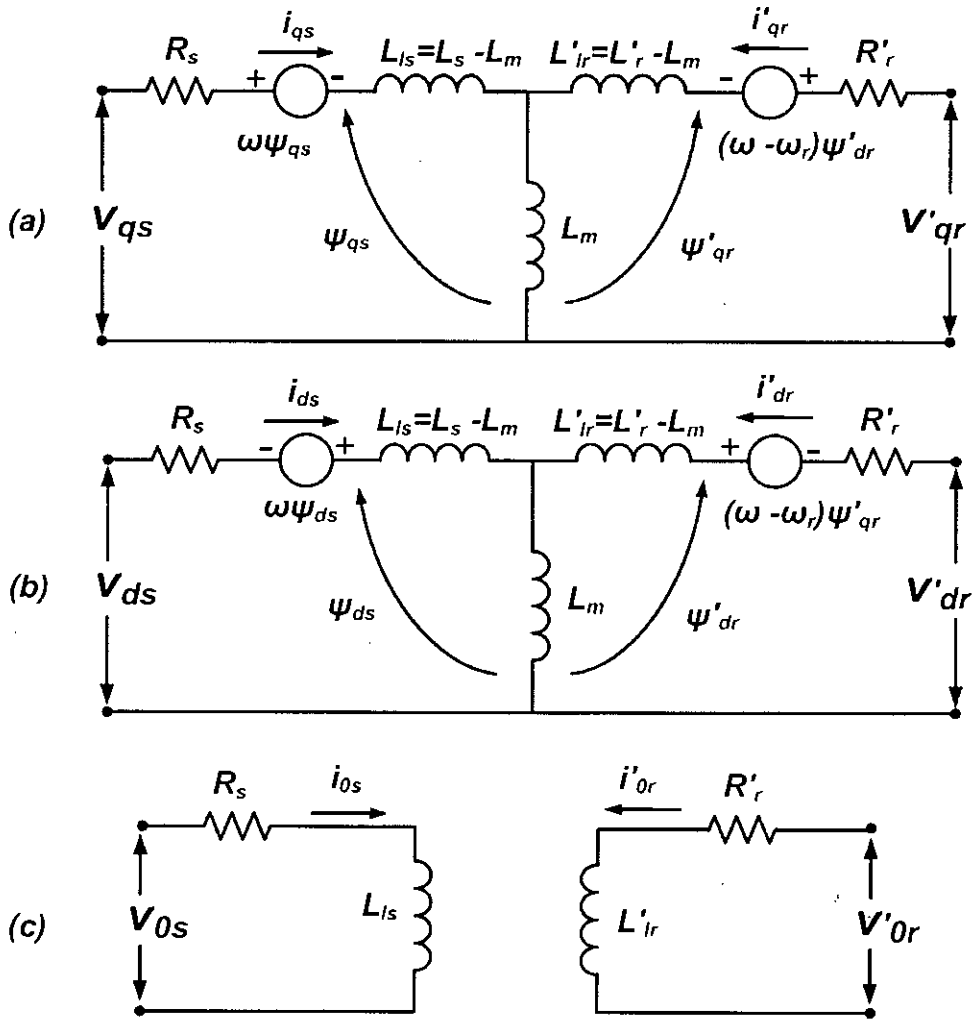 i_qs i'_qr
R_s L_ls=L_s -L_m L'_lr=L'_r -L_m R'_r
+ - - +
ωψ_qs (ω -ω_r)ψ'_dr
(a) V_qs ψ_qs L_m ψ'_qr V'_qr
i_ds i'_dr
R_s L_ls=L_s -L_m L'_lr=L'_r -L_m R'_r
- + + -
ωψ_ds (ω -ω_r)ψ'_qr
(b) V_ds ψ_ds L_m ψ'_dr V'_dr
R_s i_0s i'_0r R'_r
(c) V_0s L_ls L'_lr V'_0r